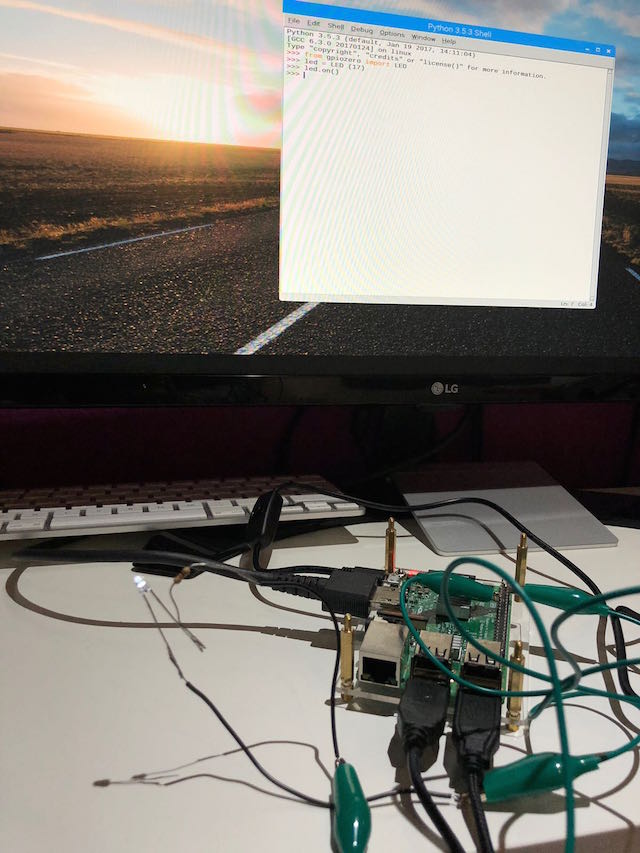 Python 3.5.3 Shell
File Edit Shell Debug Options Window Help
Python 3.5.3 (default, Jan 19 2017, 14:11:04)
[GCC 6.3.0 20170124] on linux
Type "copyright", "credits" or "license()" for more information.
>>> from gpiozero import LED
>>> led = LED (17)
>>> led.on()
>>>
Ln: 7 Col: 4
LG